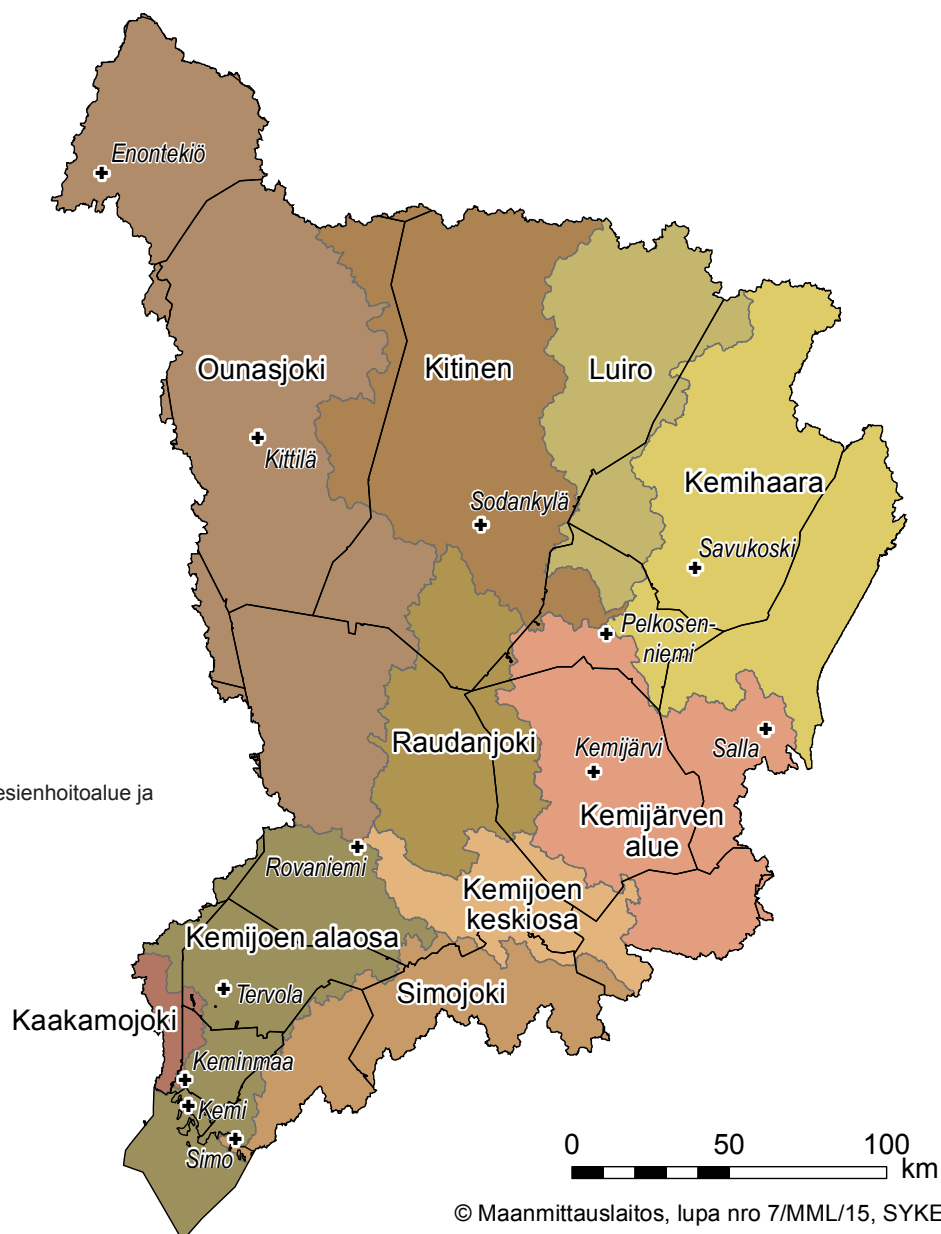 Enontekiö
Ounasjoki
Kitinen
Luiro
Kittilä
Kemihaara
Sodankylä
Savukoski
Pelkosen-
niemi
Raudanjoki
Kemijärvi
Salla
esienhoitoalue ja
Kemijärven
alue
Rovaniemi
Kemijoen
keskiosa
Kemijoen alaosa
Tervola
Simojoki
Kaakamojoki
Keminmaa
Kemi
Simo
0 50 100
km
© Maanmittauslaitos, lupa nro 7/MML/15, SYKE